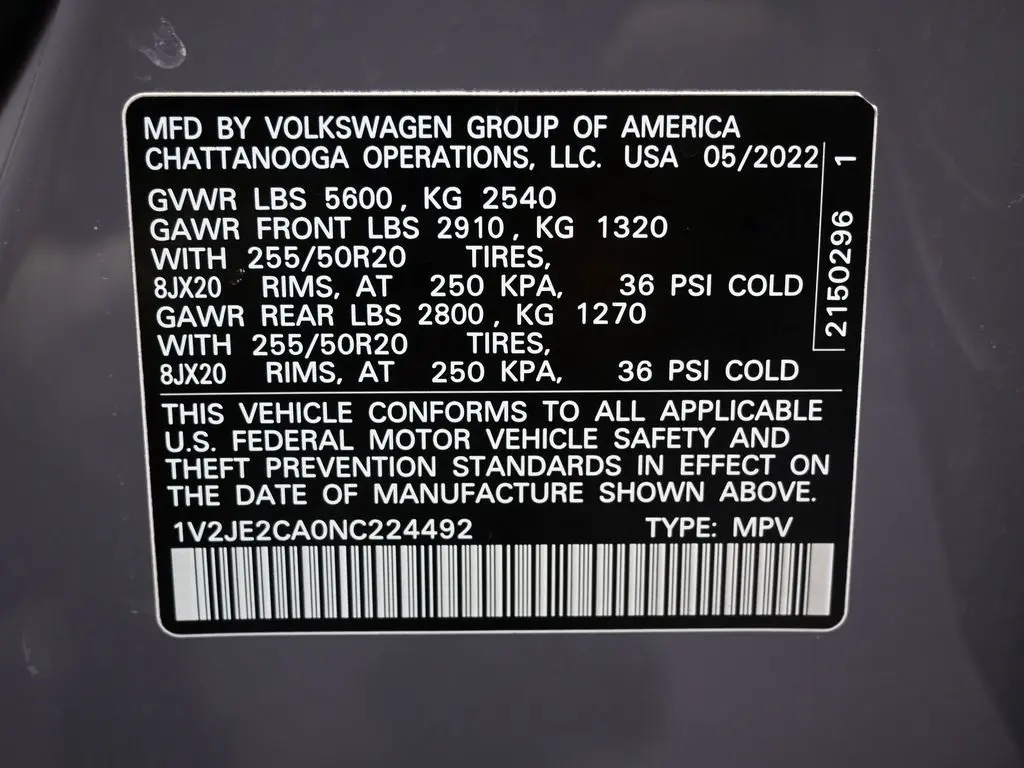 MFD BY VOLKSWAGEN GROUP OF AMERICA
CHATTANOOGA OPERATIONS, LLC. USA 05/2022
GVWR LBS 5600, KG 2540
GAWR FRONT LBS 2910, KG 1320
WITH 255/50R20 TIRES,
8JX20 RIMS, AT 250 KPA, 36 PSI COLD
GAWR REAR LBS 2800, KG 1270
WITH 255/50R20 TIRES,
8JX20 RIMS, AT 250 KPA, 36 PSI COLD
2150296 1
THIS VEHICLE CONFORMS TO ALL APPLICABLE
U.S. FEDERAL MOTOR VEHICLE SAFETY AND
THEFT PREVENTION STANDARDS IN EFFECT ON
THE DATE OF MANUFACTURE SHOWN ABOVE.
1V2JE2CA0NC224492 TYPE: MPV